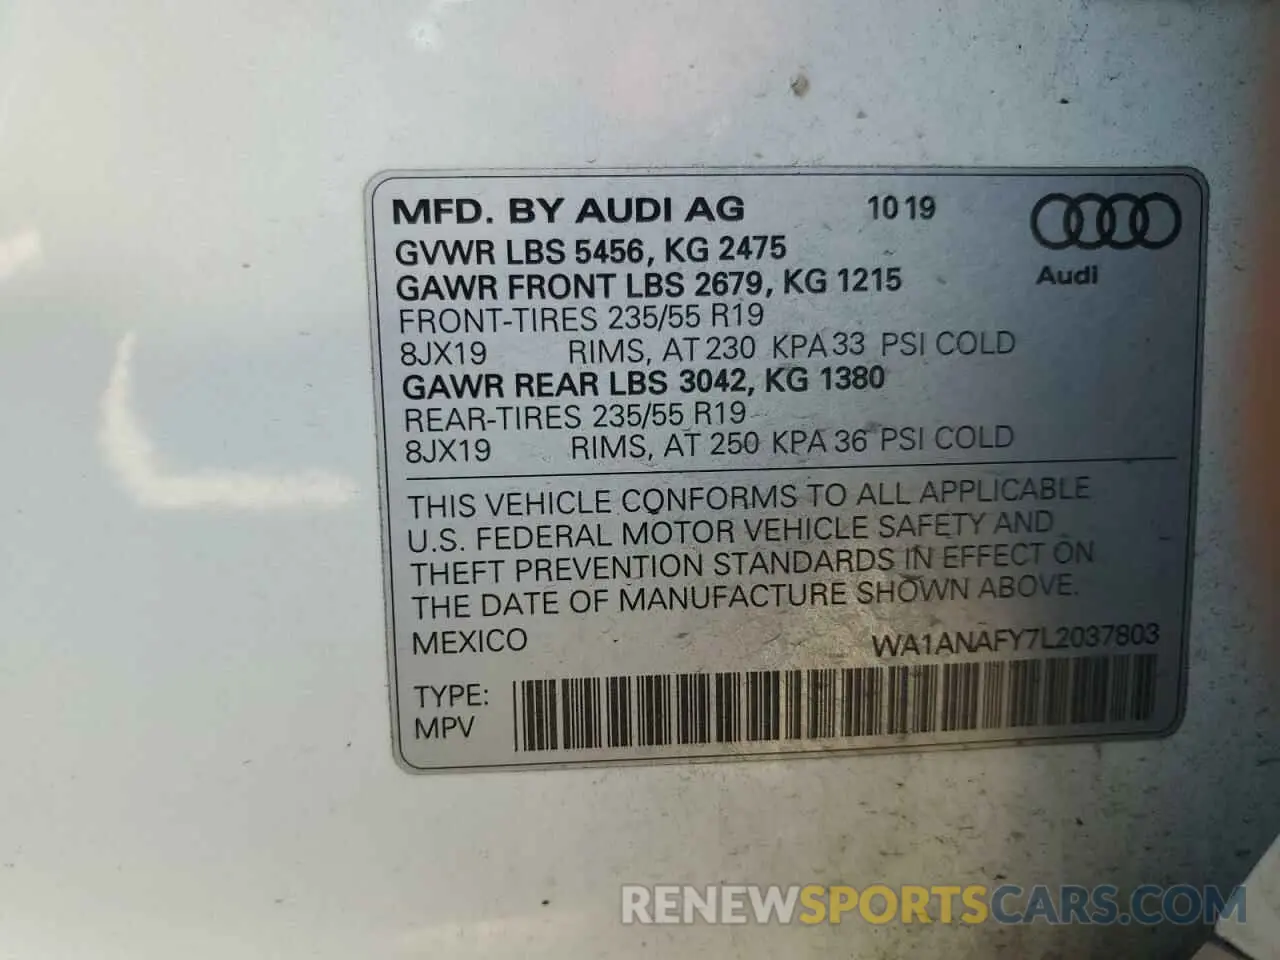 MFD. BY AUDI AG 10 19
Audi
GVWR LBS 5456, KG 2475
GAWR FRONT LBS 2679, KG 1215
FRONT-TIRES 235/55 R19
8JX19 RIMS, AT 230 KPA 33 PSI COLD
GAWR REAR LBS 3042, KG 1380
REAR-TIRES 235/55 R19
8JX19 RIMS, AT 250 KPA 36 PSI COLD
THIS VEHICLE CONFORMS TO ALL APPLICABLE
U.S. FEDERAL MOTOR VEHICLE SAFETY AND
THEFT PREVENTION STANDARDS IN EFFECT ON
THE DATE OF MANUFACTURE SHOWN ABOVE.
MEXICO WA1ANAFY7L2037803
TYPE:
MPV
RENEWSPORTSCARS.COM